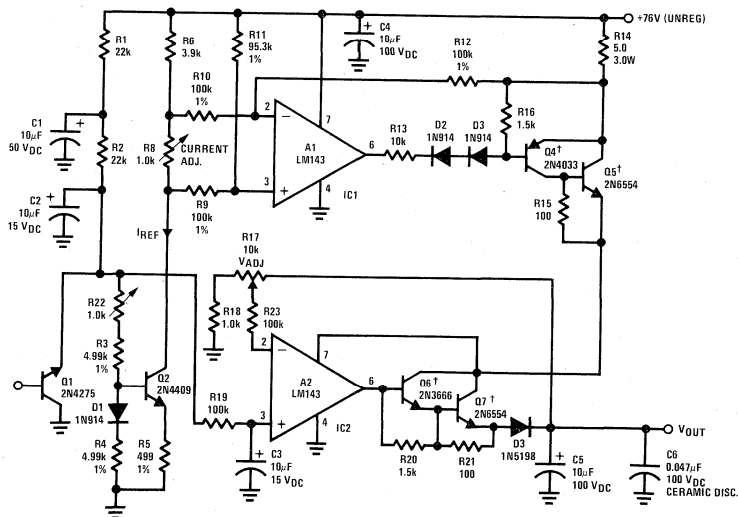 +76V (UNREG)
R1
22k
R6
3.9k
R11
95.3k
1%
C4
10μF
100 VDC
R12
100k
1%
R14
5.0
3.0W
R10
100k
1%
C1
10μF
50 VDC
R2
22k
R8
1.0k
CURRENT
ADJ.
2
−
7
A1
LM143
6
3
+
4
IC1
R13
10k
D2
1N914
D3
1N914
R16
1.5k
Q4†
2N4033
Q5†
2N6554
R15
100
R9
100k
1%
C2
10μF
15 VDC
IREF
R17
10k
VADJ
R22
1.0k
R18
1.0k
R23
100k
R3
4.99k
1%
2
−
7
A2
LM143
6
3
+
4
IC2
Q1
2N4275
Q2
2N4409
D1
1N914
R19
100k
Q6†
2N3666
Q7†
2N6554
D3
1N5198
VOUT
R4
4.99k
1%
R5
499
1%
C3
10μF
15 VDC
R20
1.5k
R21
100
C5
10μF
100 VDC
C6
0.047μF
100 VDC
CERAMIC DISC.
+
+
+
+
+